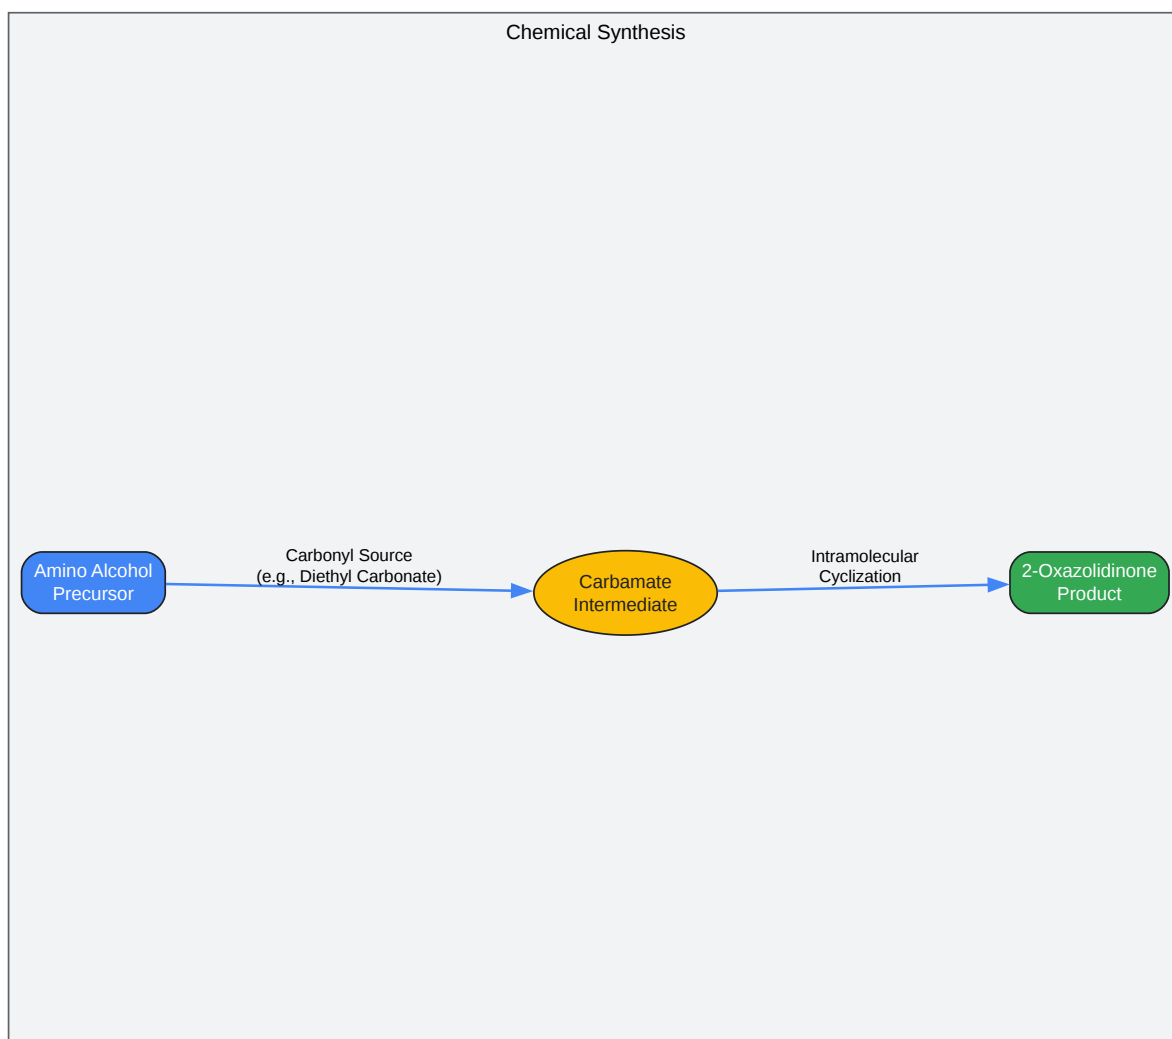 Chemical Synthesis
Amino Alcohol
Precursor
Carbonyl Source
(e.g., Diethyl Carbonate)
Carbamate
Intermediate
Intramolecular
Cyclization
2-Oxazolidinone
Product